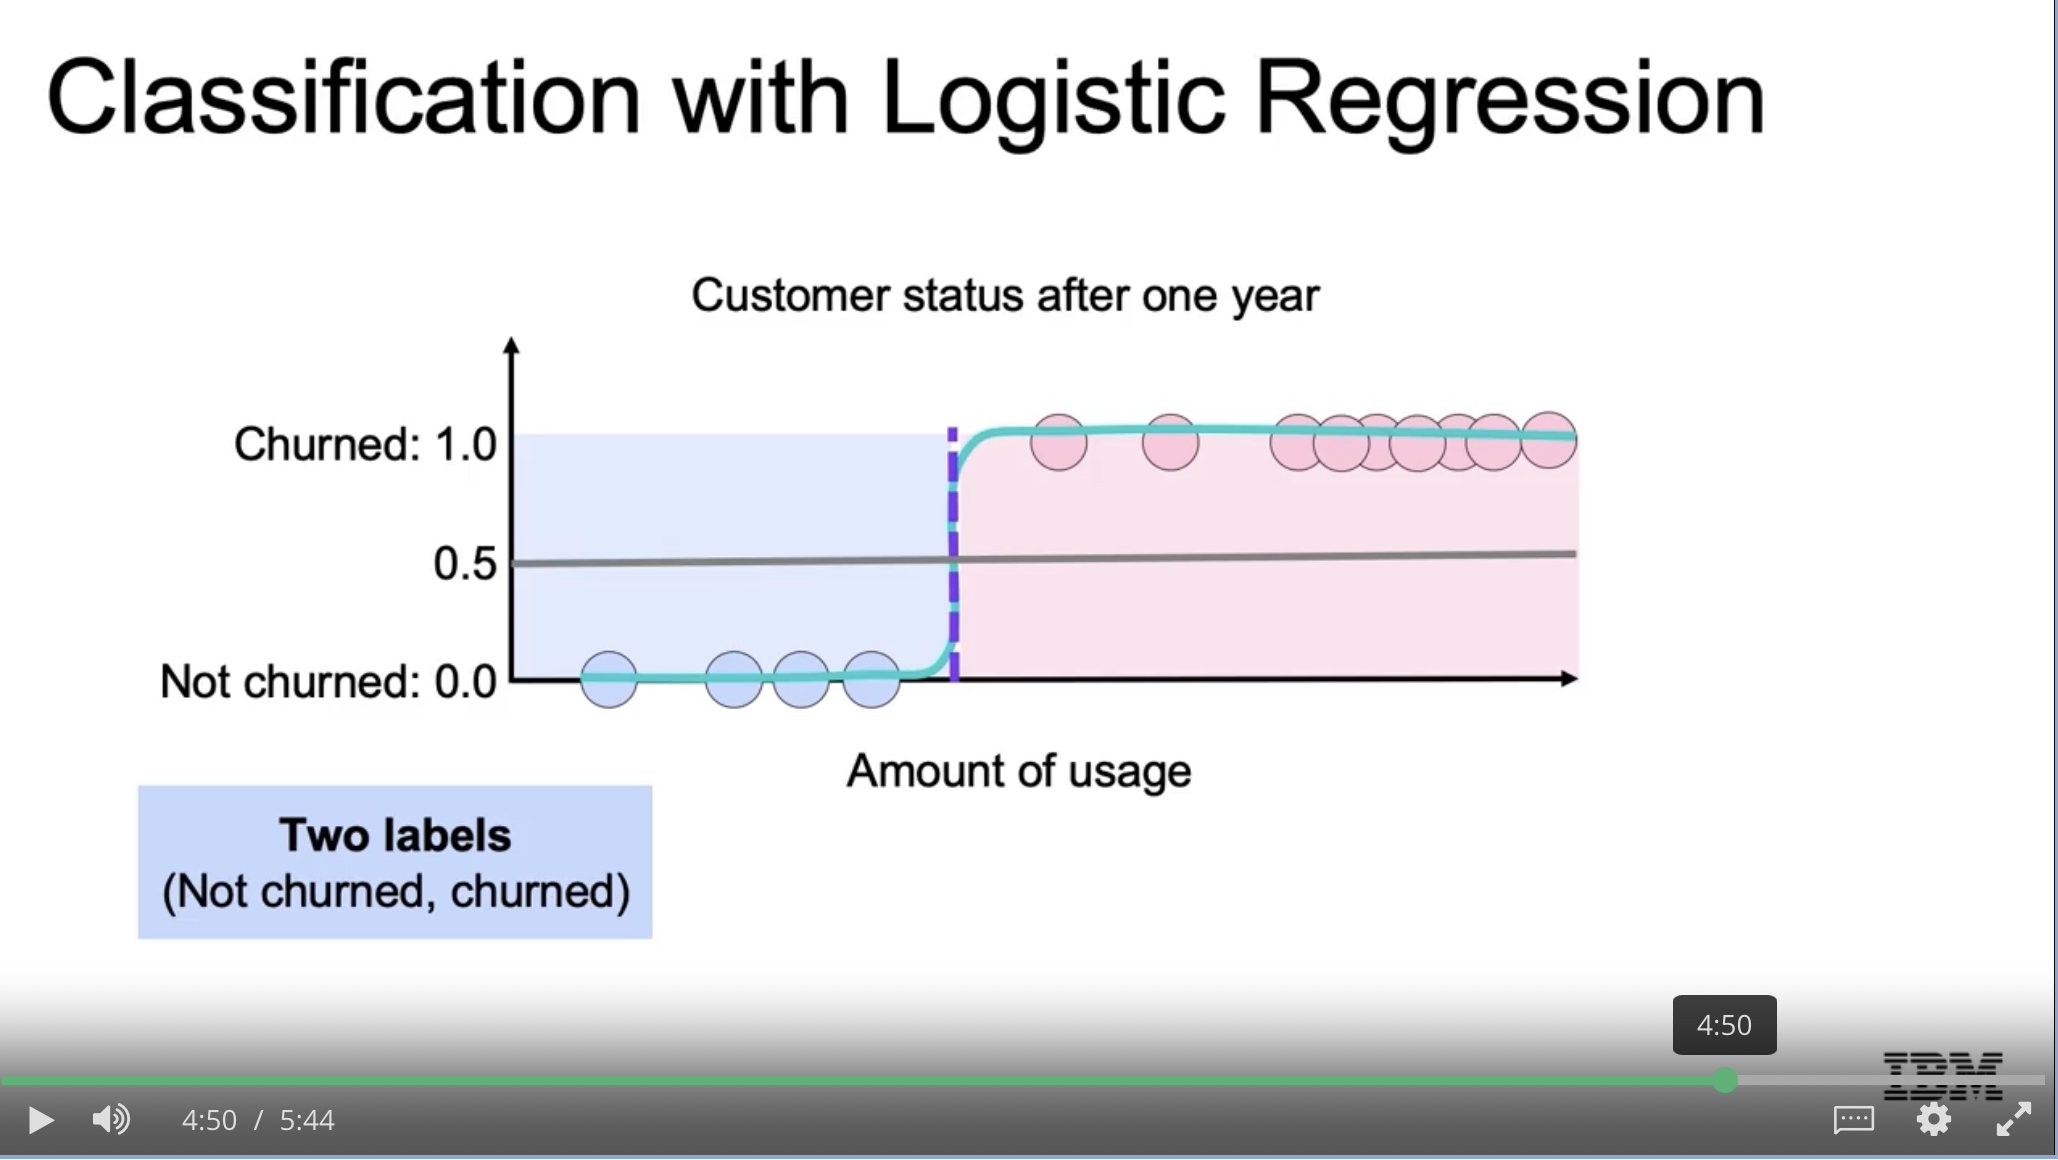 Classification with Logistic Regression
Customer status after one year
Churned: 1.0
0.5
Not churned: 0.0
Amount of usage
Two labels
(Not churned, churned)
4:50
IBM
4:50 / 5:44